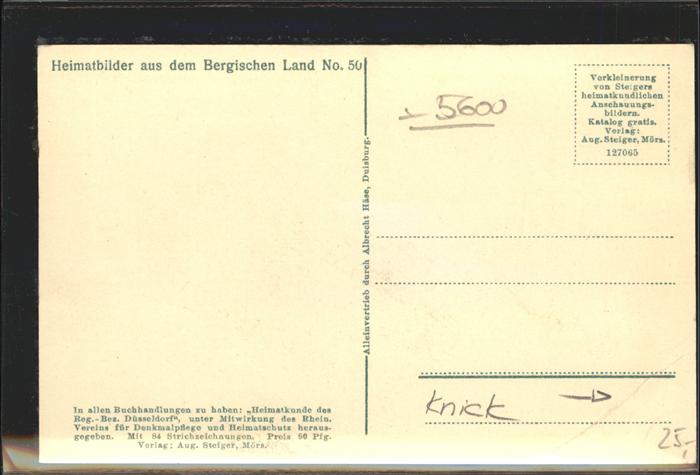 Heimatbilder aus dem Bergischen Land No. 50
- 5600
Verkleinerung
von Steigers
heimatkundlichen
Anschauungs-
bildern.
Katalog gratis.
Verlag:
Aug. Steiger, Mörs.
127065
Alleinvertrieb durch Albrecht Häse, Duisburg.
Knick
25,-
In allen Buchhandlungen zu haben: „Heimatkunde des
Reg.-Bez. Düsseldorf“, unter Mitwirkung des Rhein.
Vereins für Denkmalpflege und Heimatschutz heraus-
gegeben. Mit 84 Strichzeichnungen. Preis 60 Pfg.
Verlag: Aug. Steiger, Mörs.